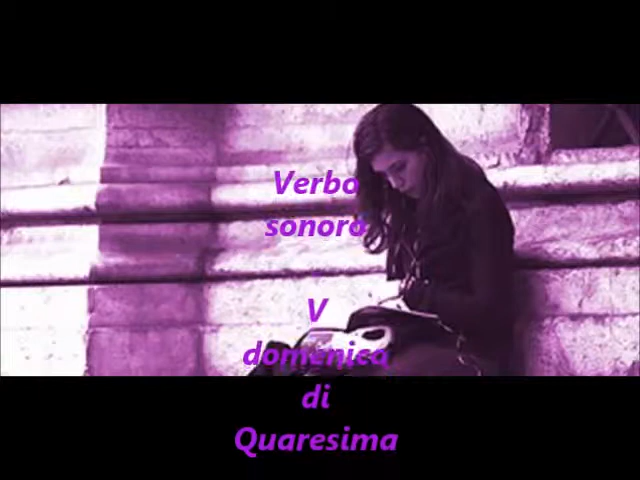 Verbo
sonoro
-
V
domenica
di
Quaresima